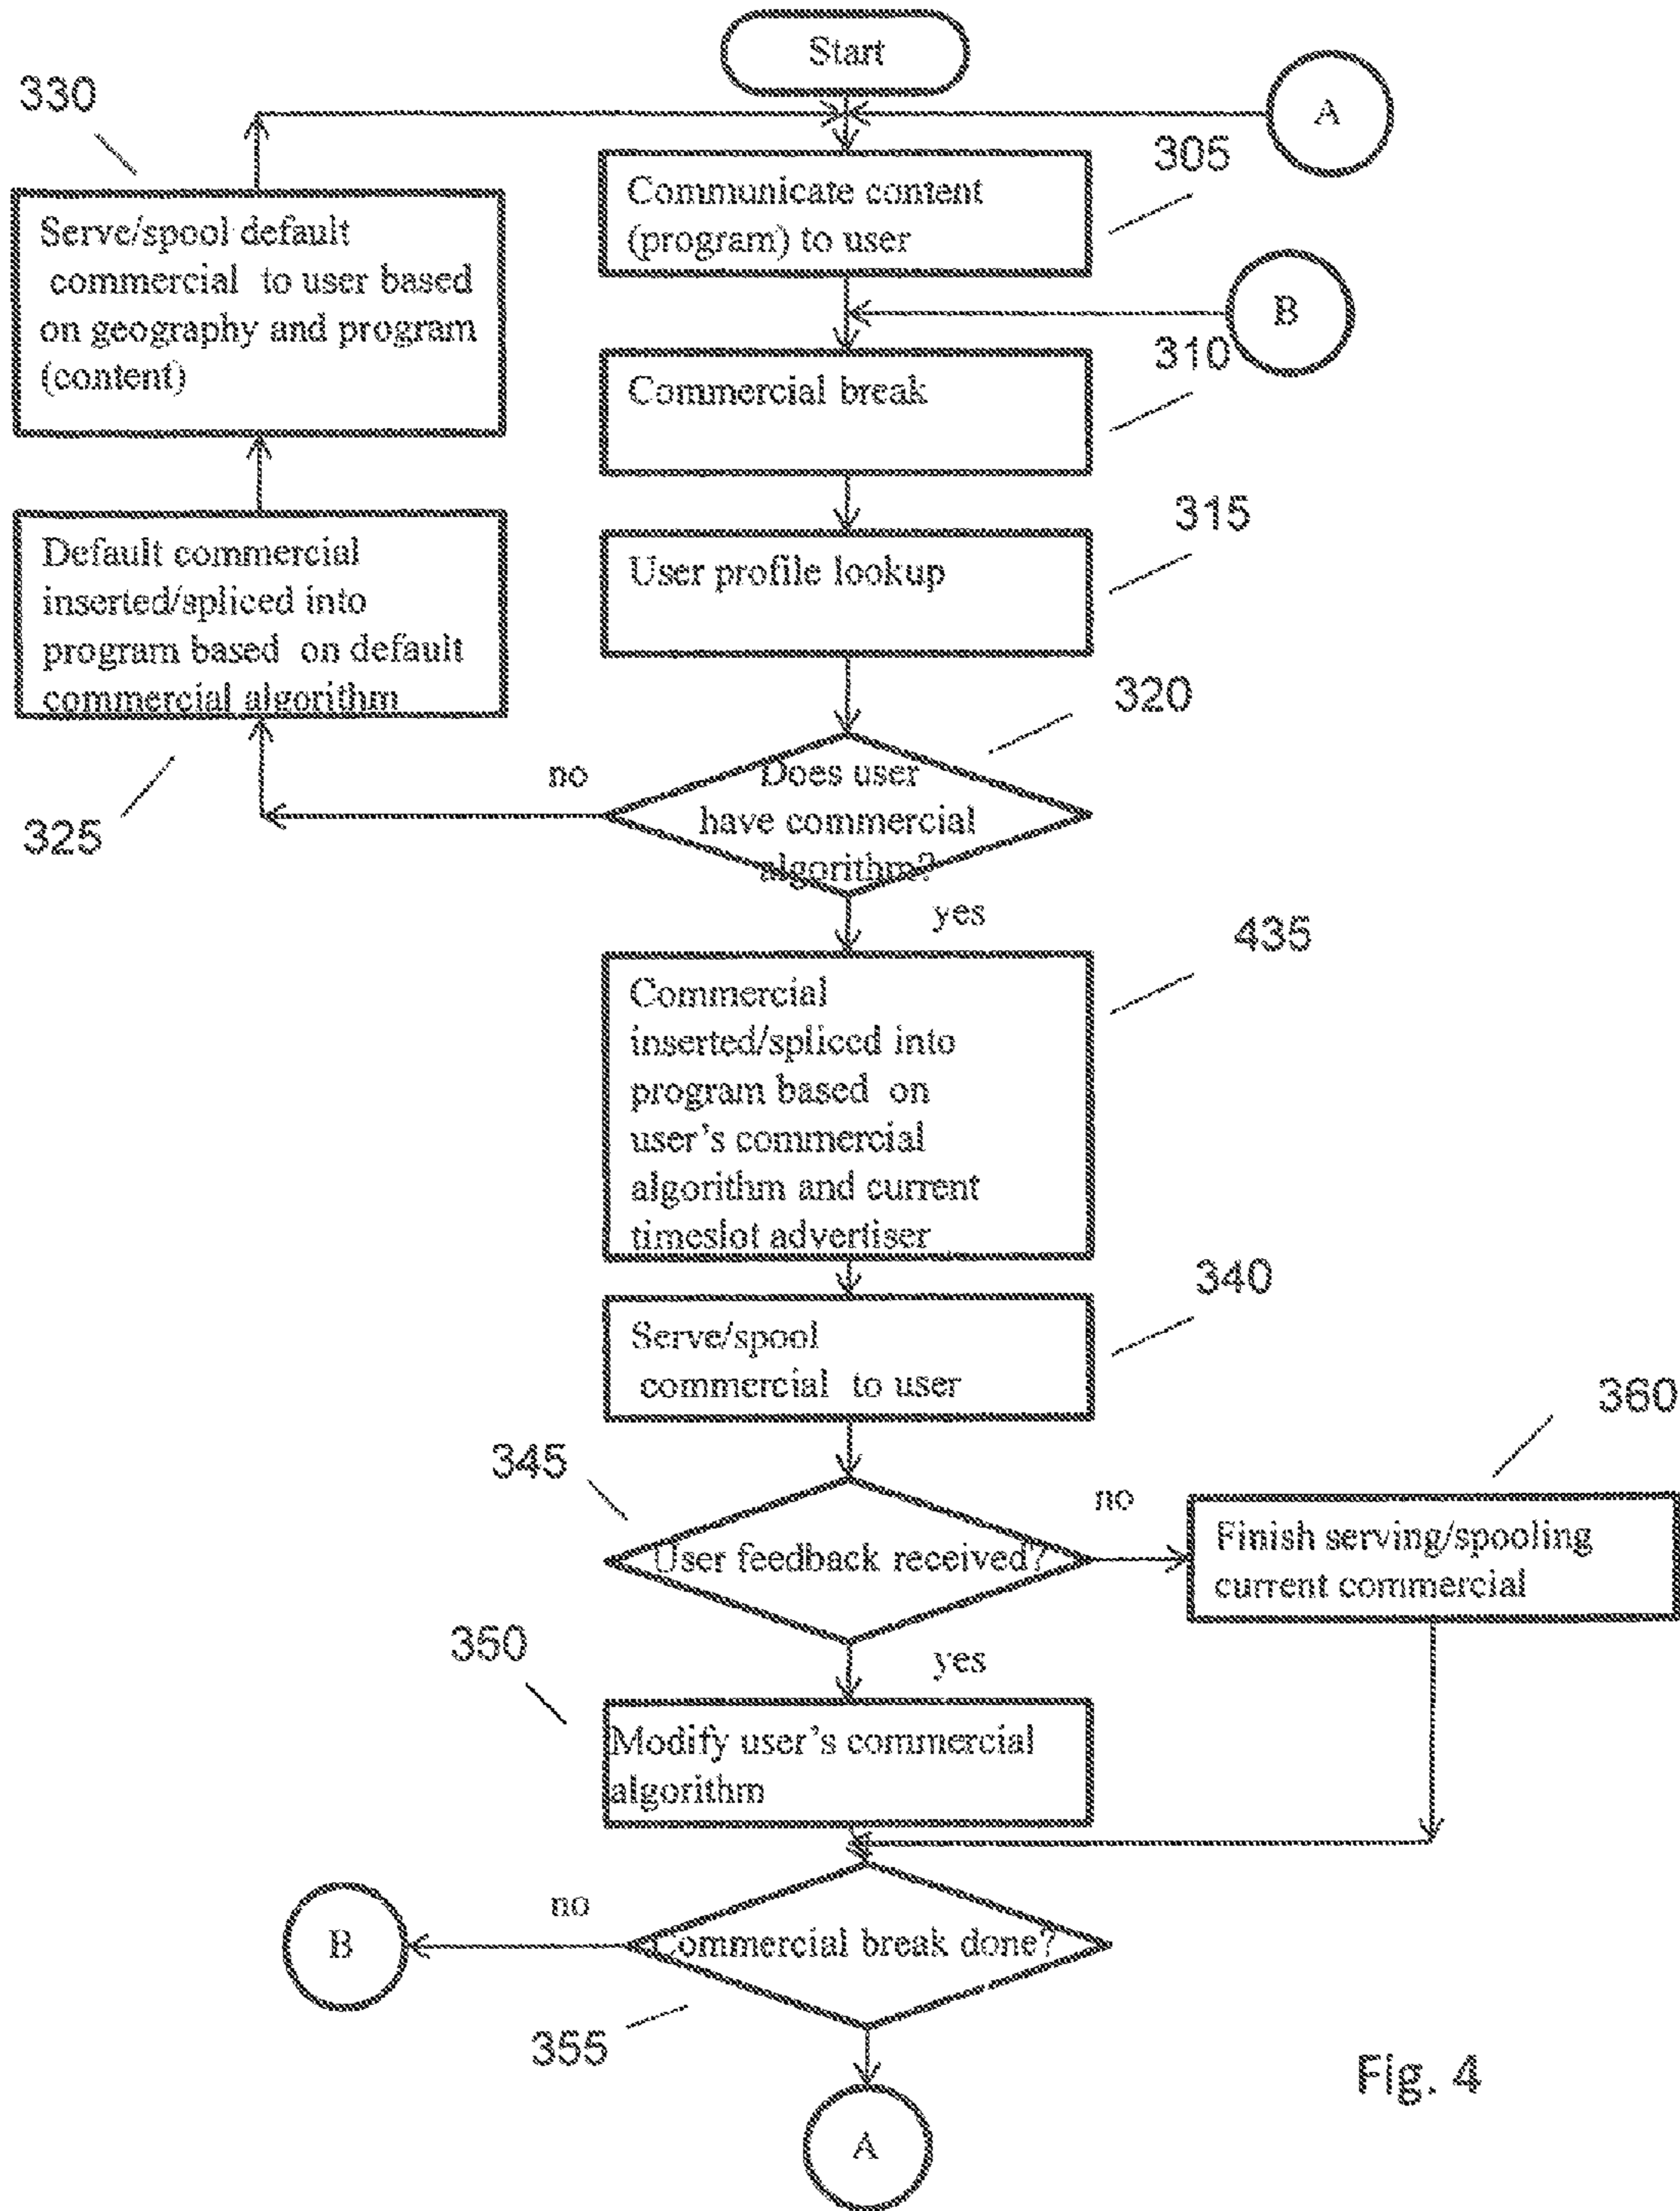 Start
A
330
305
Communicate content
(program) to user
Serve/spool default
commercial to user based
on geography and program
(content)
B
310
Commercial break
315
User profile lookup
Default commercial
inserted/spliced into
program based on default
commercial algorithm
325
320
no
Does user
have commercial
algorithm?
yes
435
Commercial
inserted/spliced into
program based on
user's commercial
algorithm and current
timeslot advertiser
340
Serve/spool
commercial to user
360
345
no
User feedback received?
Finish serving/spooling
current commercial
350
yes
Modify user's commercial
algorithm
no
B
Commercial break done?
355
A
Fig. 4